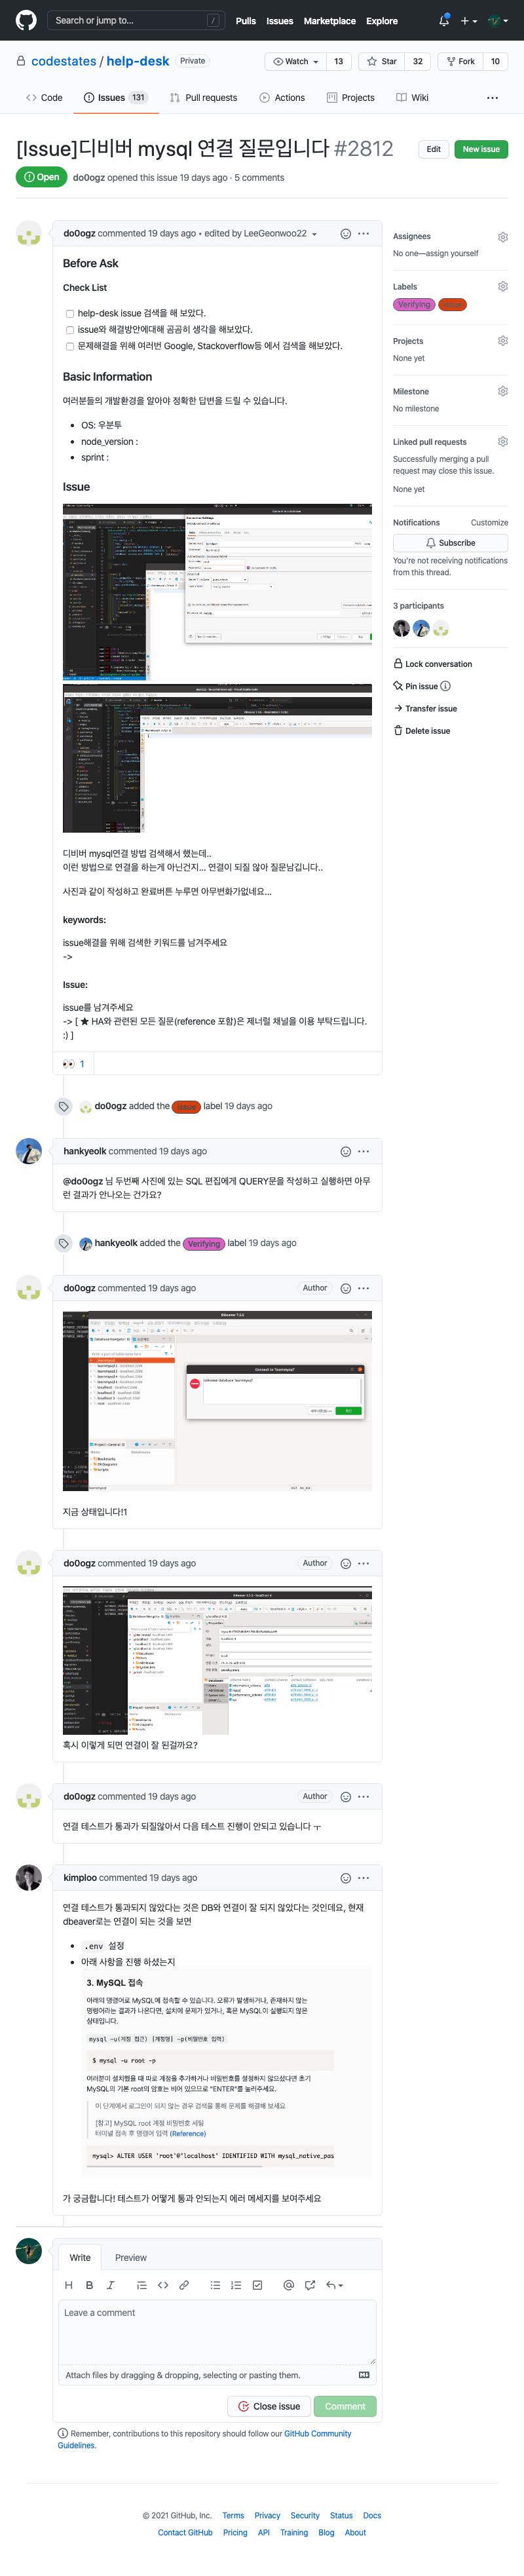 Search or jump to... /
Pulls Issues Marketplace Explore
codestates / help-desk Private
Watch 13 Star 32 Fork 10
Code Issues 131 Pull requests Actions Projects Wiki
[Issue]디비버 mysql 연결 질문입니다 #2812
Edit New issue
Open do0ogz opened this issue 19 days ago · 5 comments
do0ogz commented 19 days ago • edited by LeeGeonwoo22
Before Ask
Check List
help-desk issue 검색을 해 보았다.
issue와 해결방안에대해 곰곰히 생각을 해보았다.
문제해결을 위해 여러번 Google, Stackoverflow등 에서 검색을 해보았다.
Basic Information
여러분들의 개발환경을 알아야 정확한 답변을 드릴 수 있습니다.
OS: 우분투
node_version :
sprint :
Issue
디비버 mysql연결 방법 검색해서 했는데..
이런 방법으로 연결을 하는게 아닌건지... 연결이 되질 않아 질문남깁니다..
사진과 같이 작성하고 완료버튼 누루면 아무변화가없네요...
keywords:
issue해결을 위해 검색한 키워드를 남겨주세요
->
Issue:
issue를 남겨주세요
-> [ ★ HA와 관련된 모든 질문(reference 포함)은 제너럴 채널을 이용 부탁드립니다.
:) ]
1
do0ogz added the label 19 days ago
hankyeolk commented 19 days ago
@do0ogz 님 두번째 사진에 있는 SQL 편집에게 QUERY문을 작성하고 실행하면 아무
런 결과가 안나오는 건가요?
hankyeolk added the Verifying label 19 days ago
do0ogz commented 19 days ago Author
지금 상태입니다!1
do0ogz commented 19 days ago Author
혹시 이렇게 되면 연결이 잘 된걸까요?
do0ogz commented 19 days ago Author
연결 테스트가 통과가 되질않아서 다음 테스트 진행이 안되고 있습니다 ㅜ
kimploo commented 19 days ago
연결 테스트가 통과되지 않았다는 것은 DB와 연결이 잘 되지 않았다는 것인데요, 현재
dbeaver로는 연결이 되는 것을 보면
.env 설정
아래 사항을 진행 하셨는지
3. MySQL 접속
아래의 명령어로 MySQL에 접속할 수 있습니다. 오류가 발생하거나, 존재하지 않는
명령어라는 결과가 나온다면, 설치에 문제가 있거나, 혹은 MySQL이 실행되지 않은
상태입니다.
mysql -u(계정 접근) [계정명] -p(비밀번호 입력)
$ mysql -u root -p
여러분이 설치했을 때 따로 계정을 추가하거나 비밀번호를 설정하지 않으셨다면 초기
MySQL의 기본 root의 암호는 비어 있으므로 "ENTER"를 눌러주세요.
이 단계에서 로그인이 되지 않는 경우 검색을 통해 문제를 해결해 보세요
[참고] MySQL root 계정 비밀번호 세팅
터미널 접속 후 명령어 입력 (Reference)
mysql> ALTER USER 'root'@'localhost' IDENTIFIED WITH mysql_native_pas
가 궁금합니다! 테스트가 어떻게 통과 안되는지 에러 메세지를 보여주세요
Write Preview
Leave a comment
Attach files by dragging & dropping, selecting or pasting them.
Close issue Comment
Remember, contributions to this repository should follow our GitHub Community
Guidelines.
Assignees
No one—assign yourself
Labels
Verifying
Projects
None yet
Milestone
No milestone
Linked pull requests
Successfully merging a pull
request may close this issue.
None yet
Notifications Customize
Subscribe
You're not receiving notifications
from this thread.
3 participants
Lock conversation
Pin issue
Transfer issue
Delete issue
© 2021 GitHub, Inc. Terms Privacy Security Status Docs
Contact GitHub Pricing API Training Blog About